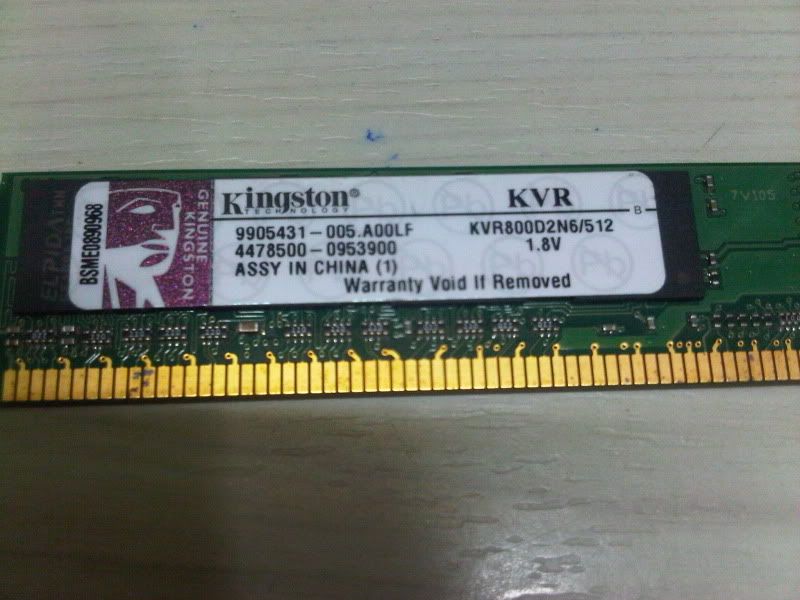 Kingston®
TECHNOLOGY
KVR
B
9905431-005.A00LF
KVR800D2N6/512
4478500-0953900
1.8V
ASSY IN CHINA (1)
Warranty Void If Removed
BSME0890968
GENUINE
KINGSTON
ELPIDA
7V105